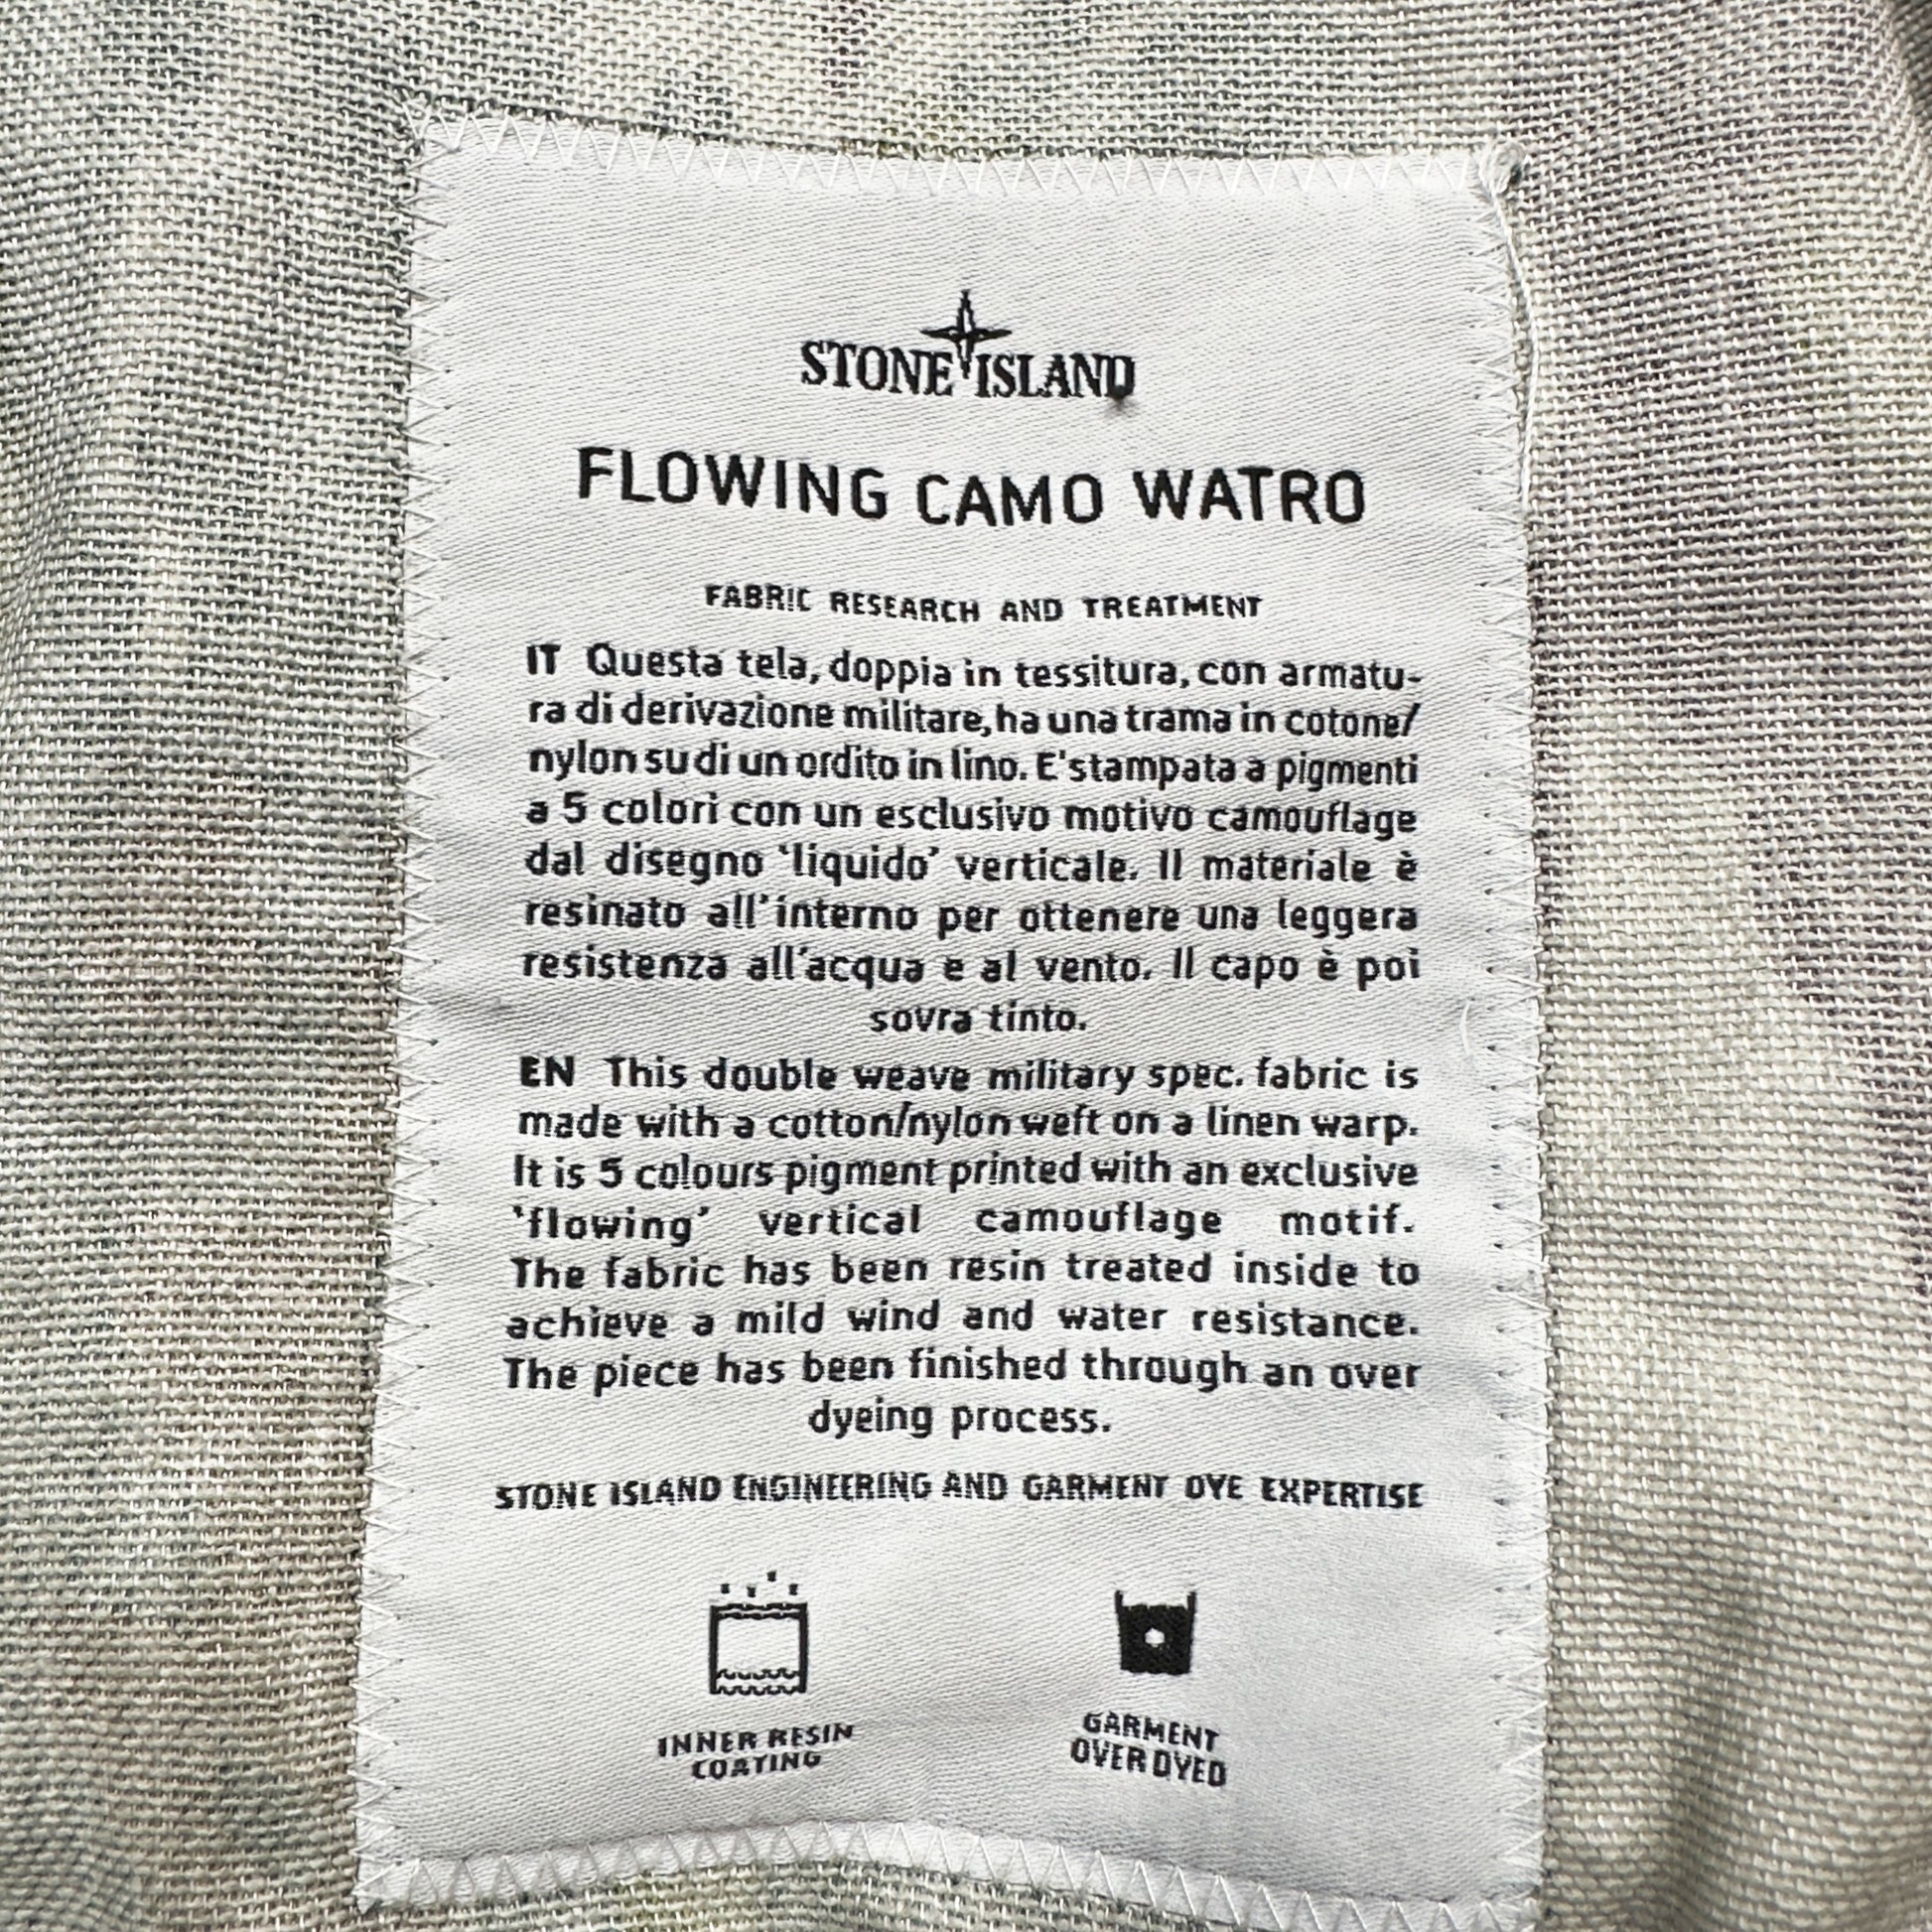 STONE ISLAND
FLOWING CAMO WATRO
FABRIC RESEARCH AND TREATMENT
IT Questa tela, doppia in tessitura, con armatu-
ra di derivazione militare, ha una trama in cotone/
nylon su di un ordito in lino. E'stampata a pigmenti
a 5 colori con un esclusivo motivo camouflage
dal disegno 'liquido' verticale. Il materiale è
resinato all'interno per ottenere una leggera
resistenza all'acqua e al vento. Il capo è poi
sovra tinto.
EN This double weave military spec. fabric is
made with a cotton/nylon weft on a linen warp.
It is 5 colours pigment printed with an exclusive
'flowing' vertical camouflage motif.
The fabric has been resin treated inside to
achieve a mild wind and water resistance.
The piece has been finished through an over
dyeing process.
STONE ISLAND ENGINEERING AND GARMENT DYE EXPERTISE
INNER RESIN
COATING
GARMENT
OVER DYED